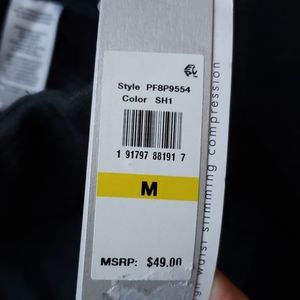 Style PF8P9554
Color SH1
1 91797 88191 7
M
MSRP: $49.00
waist slimming compression